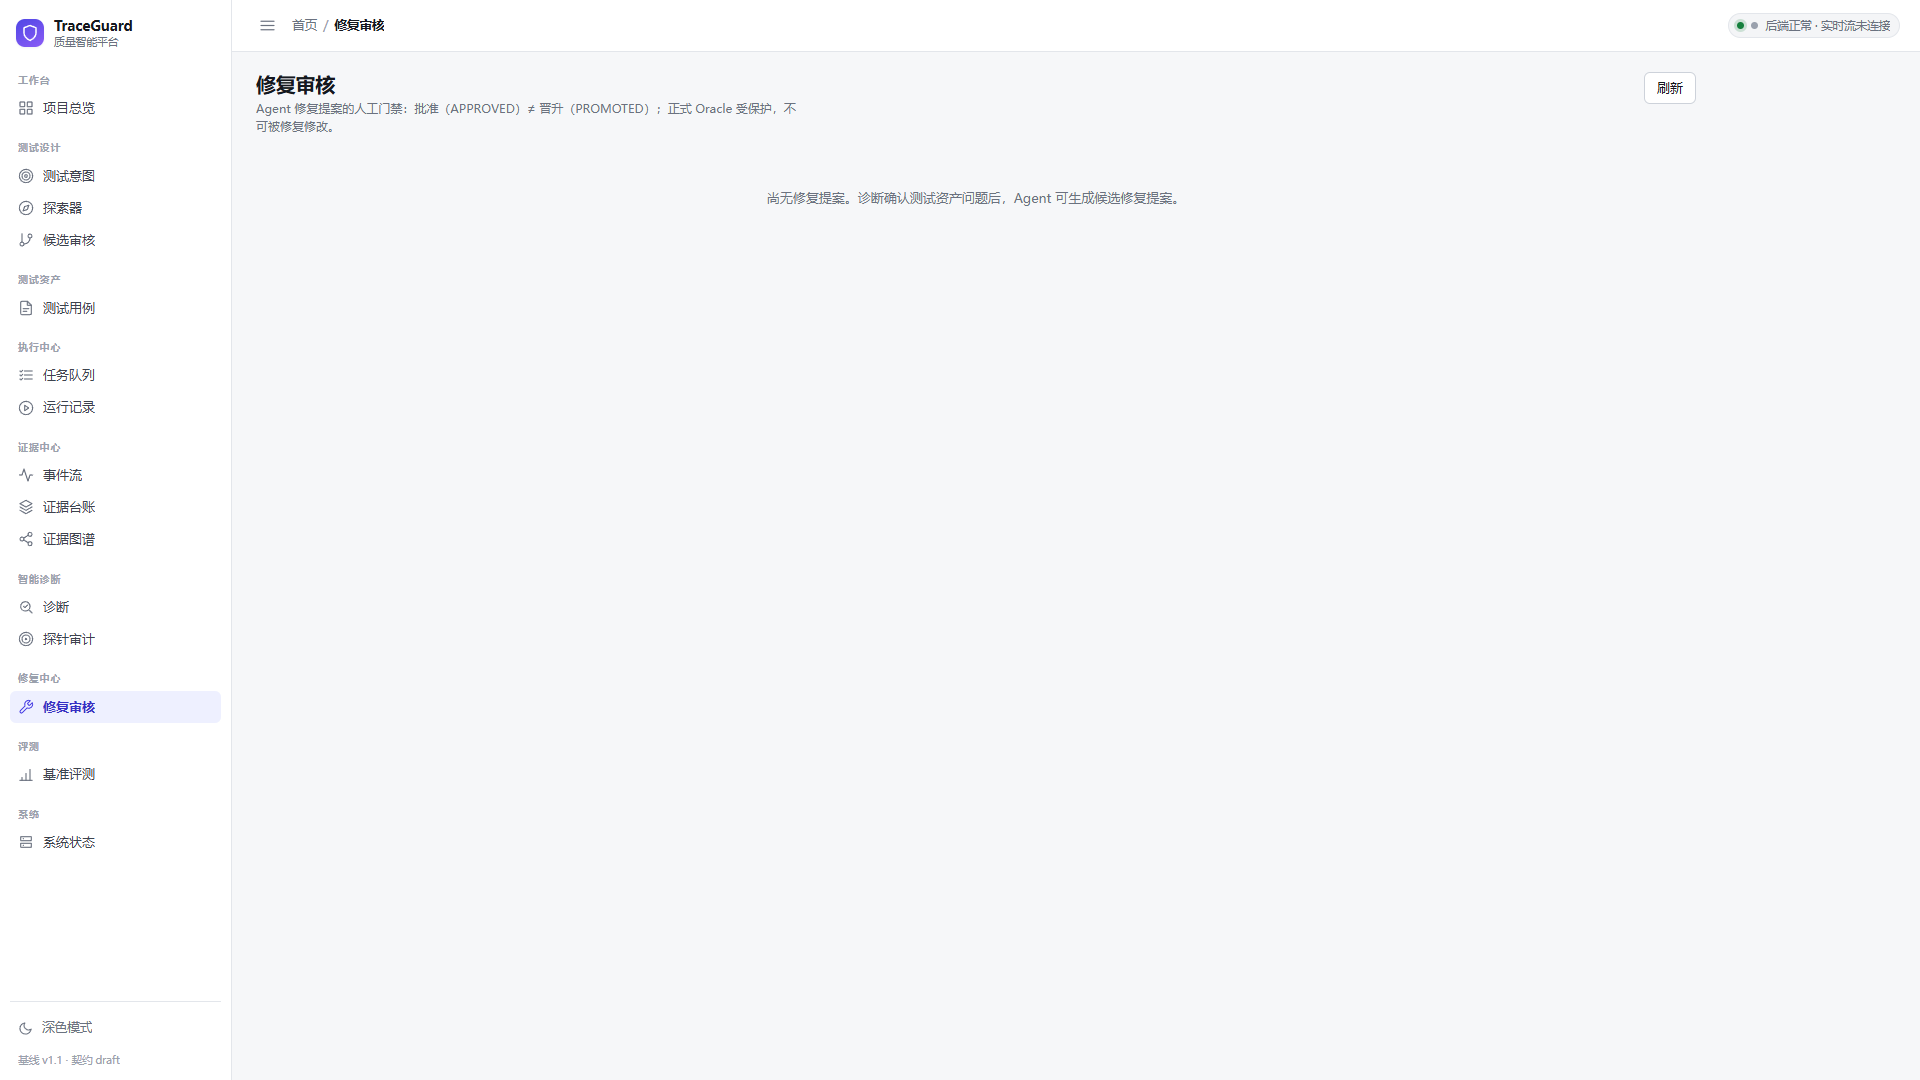 TraceGuard
质量智能平台
工作台
项目总览
测试设计
测试意图
探索器
候选审核
测试资产
测试用例
执行中心
任务队列
运行记录
证据中心
事件流
证据台账
证据图谱
智能诊断
诊断
探针审计
修复中心
修复审核
评测
基准评测
系统
系统状态
深色模式
基线 v1.1 · 契约 draft
首页 / 修复审核
后端正常 · 实时流未连接
修复审核
刷新
Agent 修复提案的人工门禁：批准（APPROVED）≠ 晋升（PROMOTED）；正式 Oracle 受保护，不
可被修复修改。
尚无修复提案。诊断确认测试资产问题后，Agent 可生成候选修复提案。